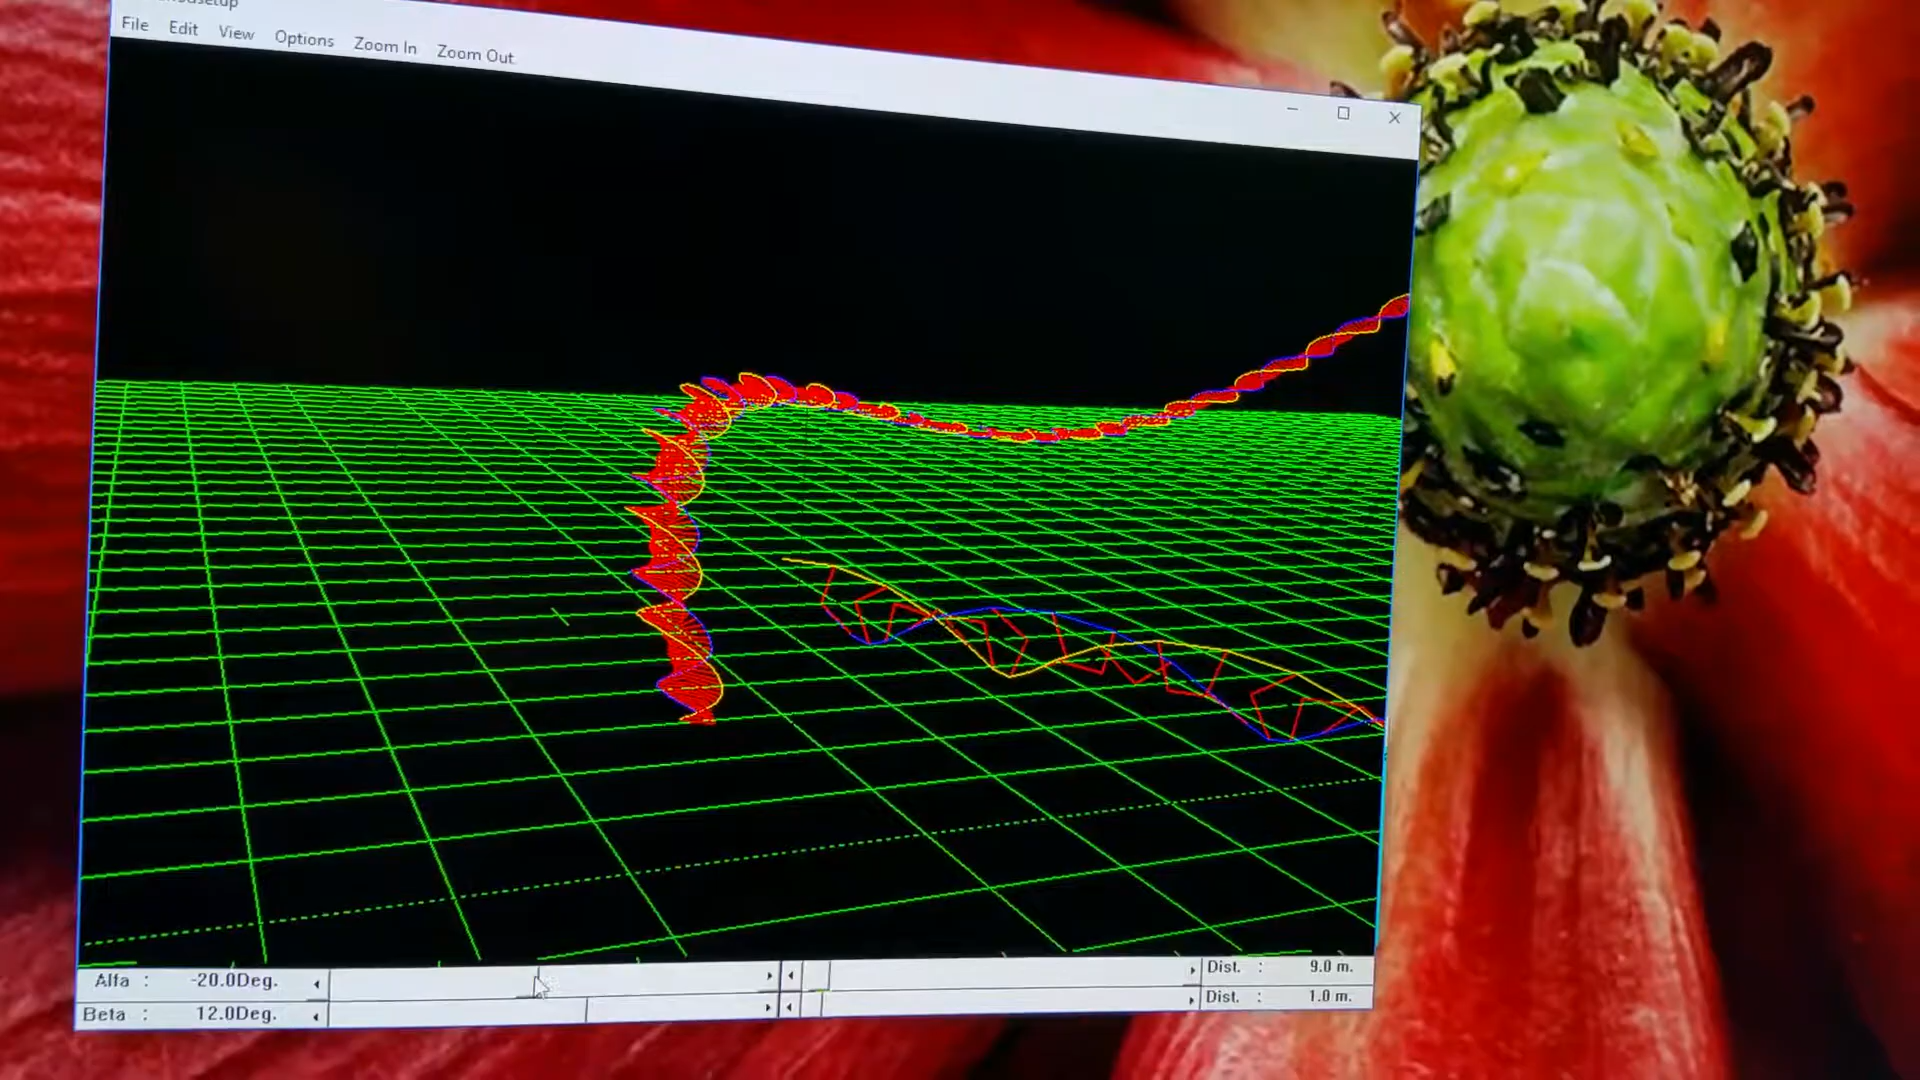 File Edit View Options Zoom In Zoom Out
Alfa : -20.0Deg.
Dist. : 9.0 m.
Beta : 12.0Deg.
Dist. : 1.0 m.